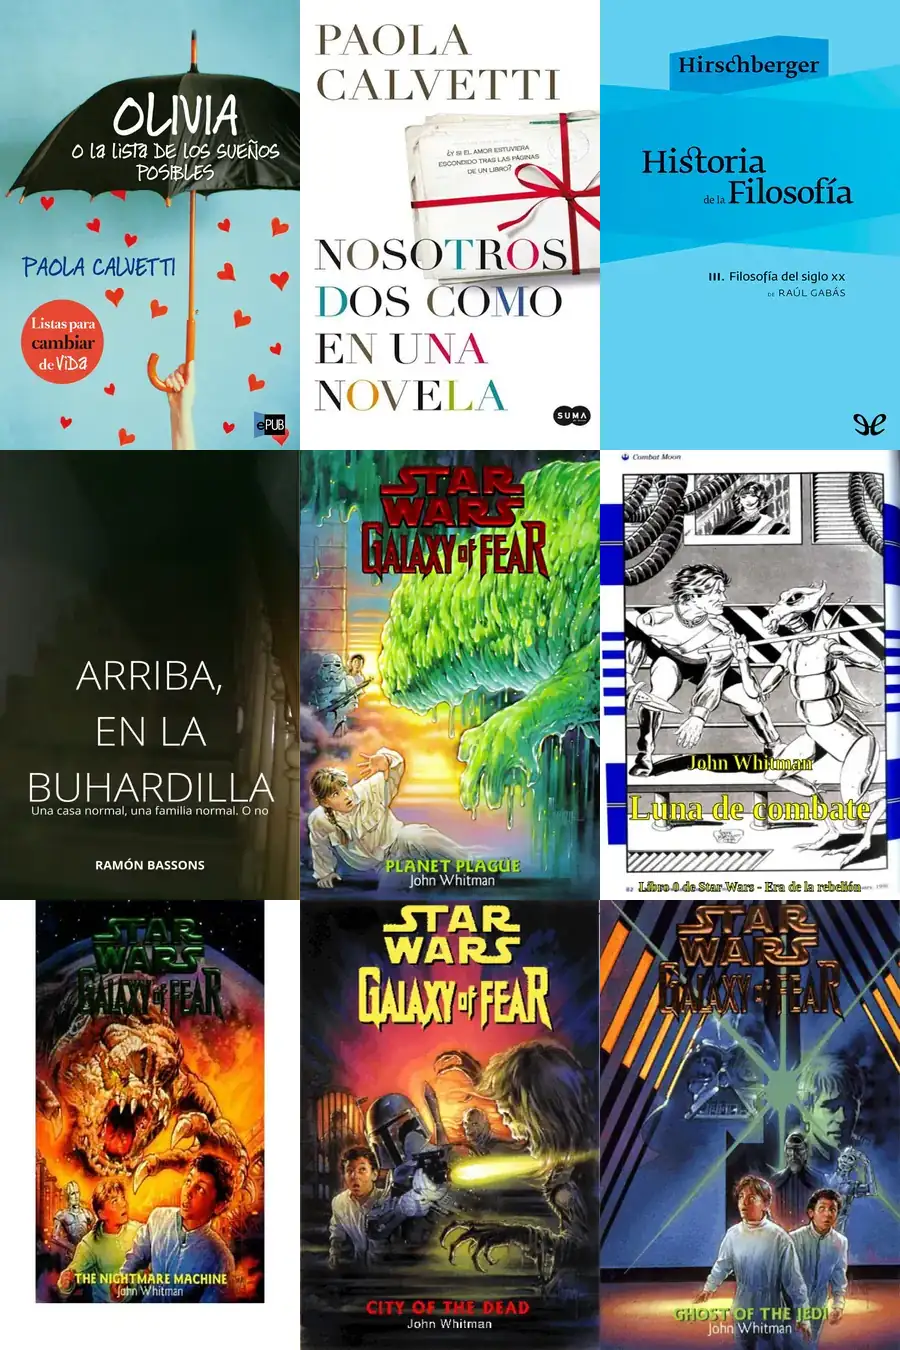 OLIVIA
O LA LISTA DE LOS SUEÑOS
POSIBLES
PAOLA CALVETTI
Listas para
cambiar
de ViDa
ePUB
PAOLA
CALVETTI
¿Y SI EL AMOR ESTUVIERA
ESCONDIDO TRAS LAS PÁGINAS
DE UN LIBRO?
NOSOTROS
DOS COMO
EN UNA
NOVELA
SUMA
Hirschberger
Historia
de la Filosofía
III. Filosofía del siglo XX
DE RAÚL GABÁS
ARRIBA,
EN LA
BUHARDILLA
Una casa normal, una familia normal. O no
RAMÓN BASSONS
STAR
WARS
GALAXY of FEAR
PLANET PLAGUE
John Whitman
Combat Moon
John Whitman
Luna de combate
82
Libro 0 de Star Wars - Era de la rebelión
STAR
WARS
GALAXY of FEAR
THE NIGHTMARE MACHINE
John Whitman
STAR
WARS
GALAXY of FEAR
CITY OF THE DEAD
John Whitman
STAR
WARS
GALAXY of FEAR
GHOST OF THE JEDI
John Whitman